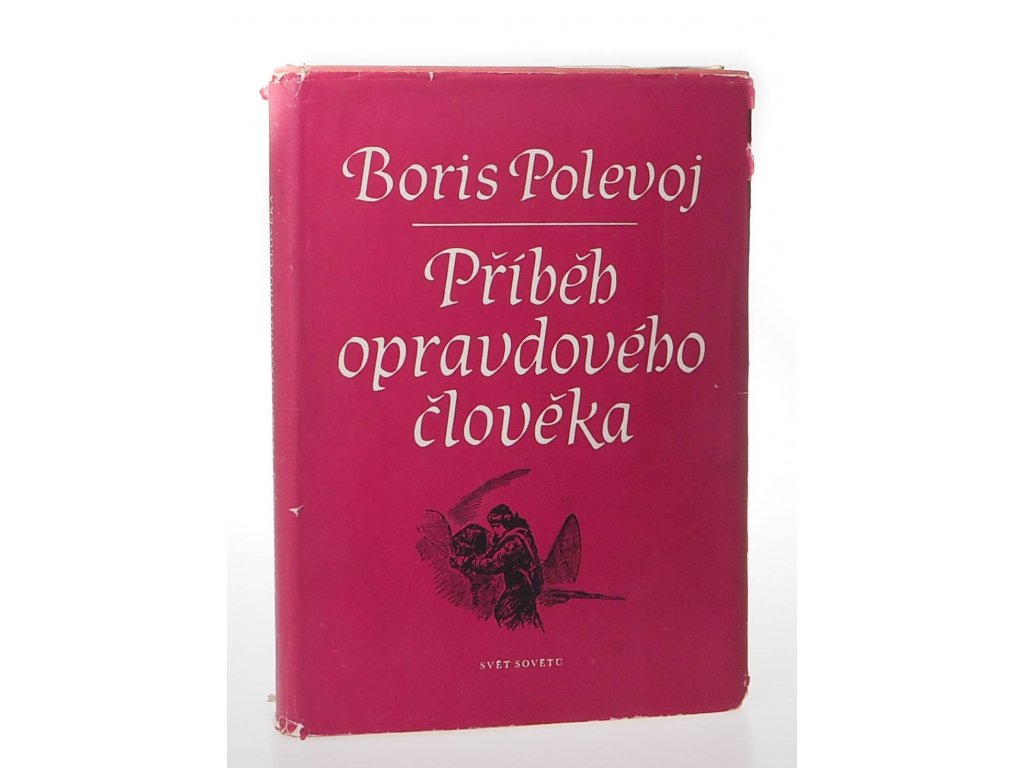 Boris Polevoj
Příběh
opravdového
člověka
SVĚT SOVĚTŮ